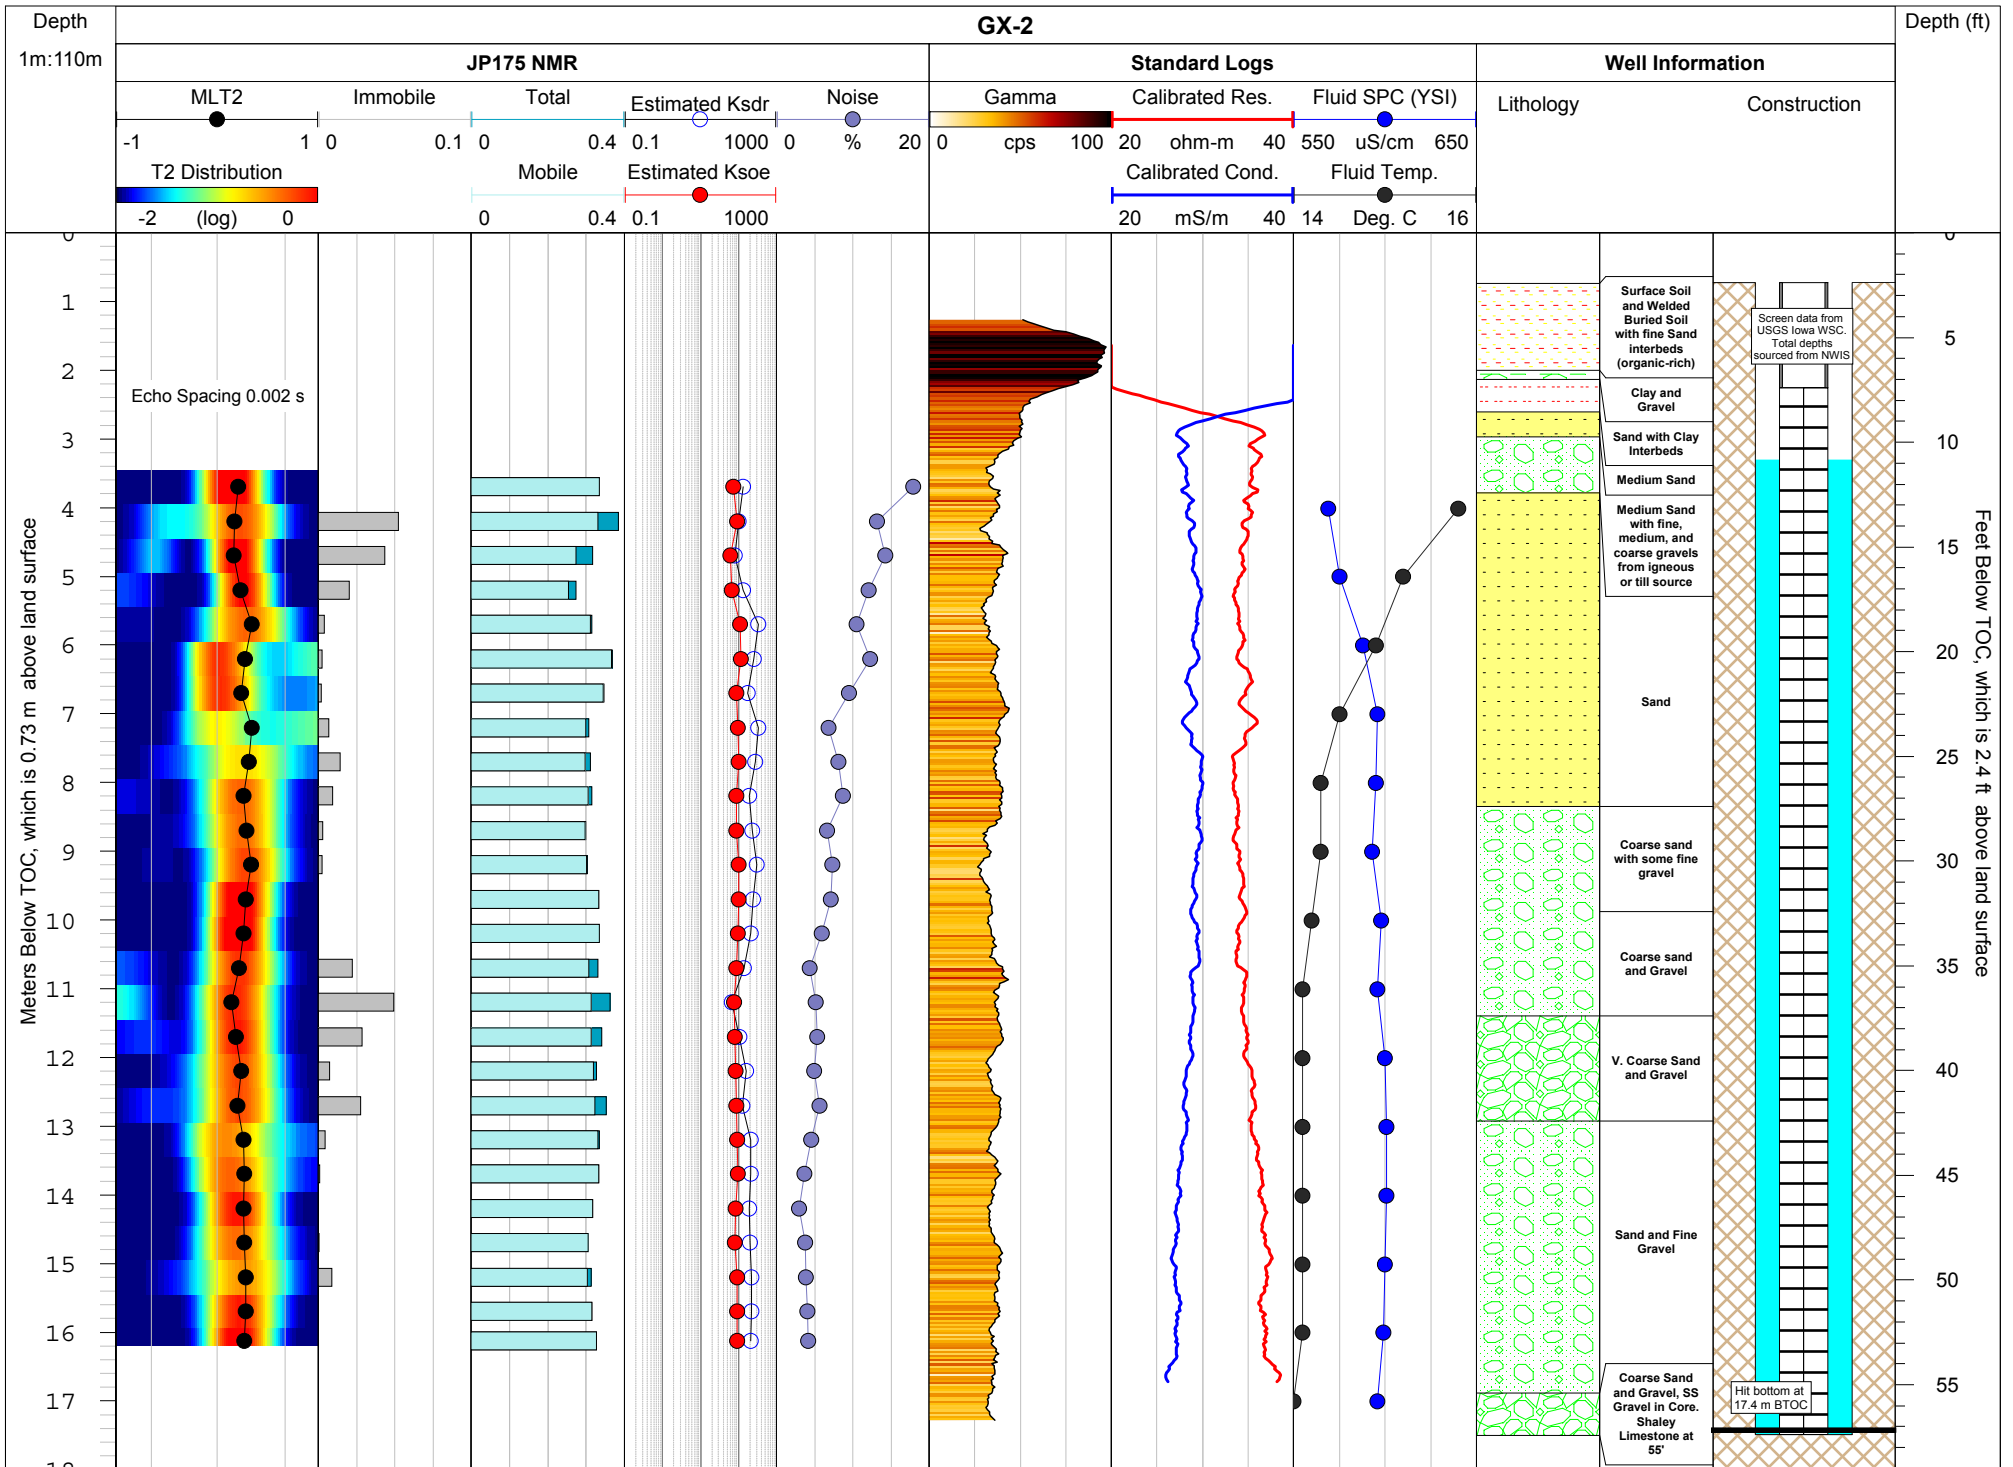 Depth
GX-2
Depth (ft)
1m:110m
JP175 NMR
Standard Logs
Well Information
MLT2
Immobile
Total
Estimated Ksdr
Noise
Gamma
Calibrated Res.
Fluid SPC (YSI)
Lithology
Construction
-1 1
0 0.1
0 0.4
0.1 1000
0 % 20
0 cps 100
20 ohm-m 40
550 uS/cm 650
T2 Distribution
Mobile
Estimated Ksoe
Calibrated Cond.
Fluid Temp.
-2 (log) 0
0 0.4
0.1 1000
20 mS/m 40
14 Deg. C 16
Meters Below TOC, which is 0.73 m above land surface
0
1
2
3
4
5
6
7
8
9
10
11
12
13
14
15
16
17
18
Echo Spacing 0.002 s
Surface Soil
and Welded
Buried Soil
with fine Sand
interbeds
(organic-rich)
Clay and
Gravel
Sand with Clay
Interbeds
Medium Sand
Medium Sand
with fine,
medium, and
coarse gravels
from igneous
or till source
Sand
Coarse sand
with some fine
gravel
Coarse sand
and Gravel
V. Coarse Sand
and Gravel
Sand and Fine
Gravel
Coarse Sand
and Gravel, SS
Gravel in Core.
Shaley
Limestone at
55'
Screen data from
USGS Iowa WSC.
Total depths
sourced from NWIS
Hit bottom at
17.4 m BTOC
0
5
10
15
20
25
30
35
40
45
50
55
Feet Below TOC, which is 2.4 ft above land surface